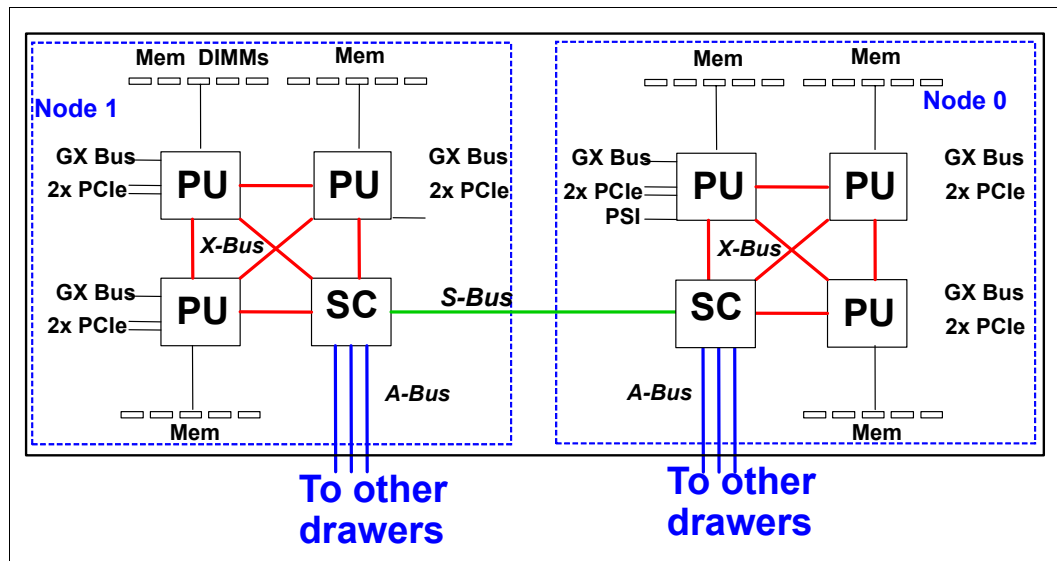 Mem DIMMs
Mem
Node 1
GX Bus
2x PCIe
PU
PU
GX Bus
2x PCIe
X-Bus
GX Bus
2x PCIe
PU
SC
S-Bus
A-Bus
Mem
To other
drawers
Mem
Mem
Node 0
GX Bus
2x PCIe
PSI
PU
PU
GX Bus
2x PCIe
X-Bus
SC
PU
GX Bus
2x PCIe
A-Bus
Mem
To other
drawers